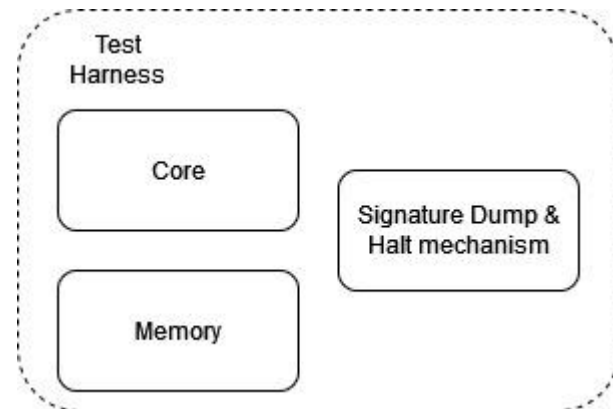 Test
Harness
Core
Signature Dump &
Halt mechanism
Memory